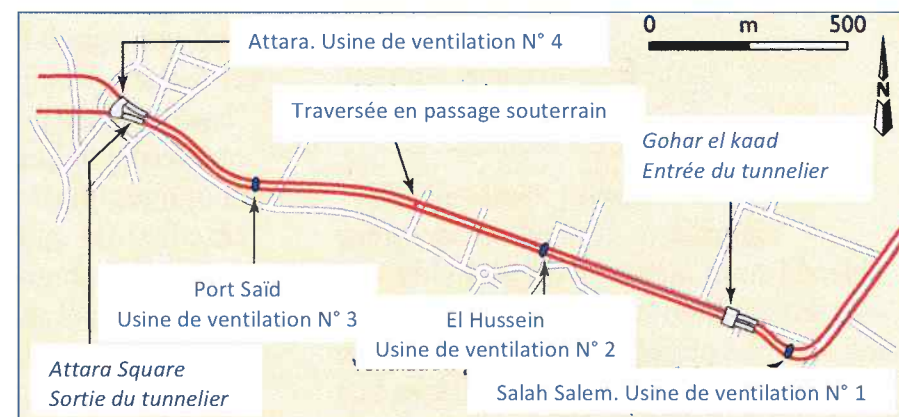 0 m 500
Attara. Usine de ventilation N° 4
N
Traversée en passage souterrain
Gohar el kaad
Entrée du tunnelier
Port Saïd
Usine de ventilation N° 3
El Hussein
Usine de ventilation N° 2
Attara Square
Sortie du tunnelier
Salah Salem. Usine de ventilation N° 1